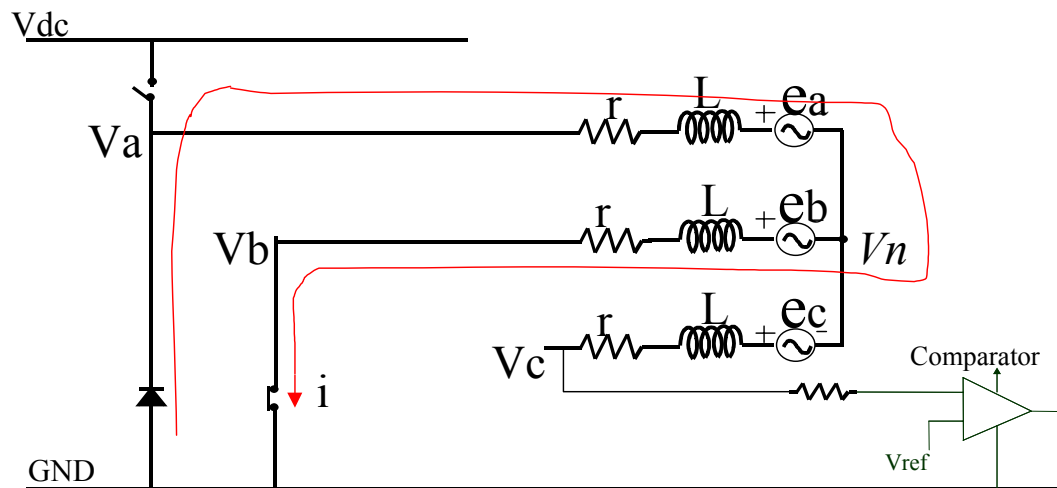 Vdc
r
L
+
ea
Va
r
L
+
eb
Vb
Vn
r
L
+
ec
-
Vc
Comparator
i
Vref
GND